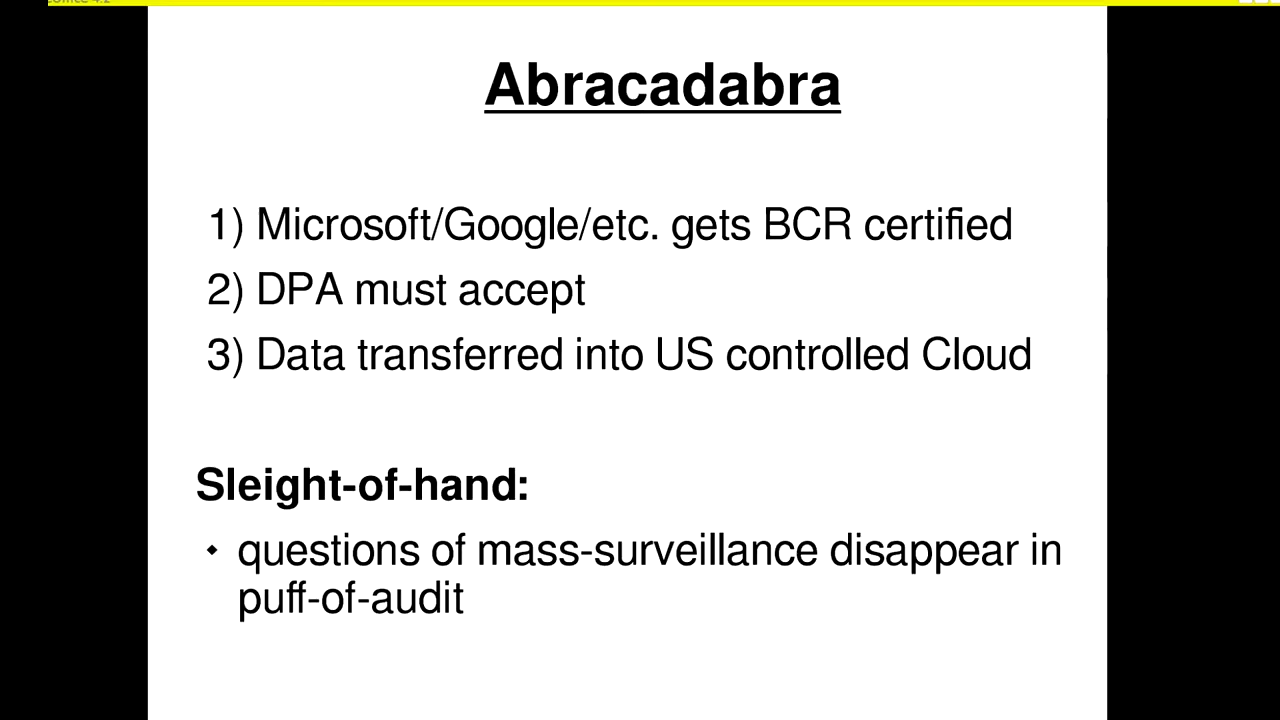 Abracadabra
1) Microsoft/Google/etc. gets BCR certified
2) DPA must accept
3) Data transferred into US controlled Cloud
Sleight-of-hand:
questions of mass-surveillance disappear in
puff-of-audit